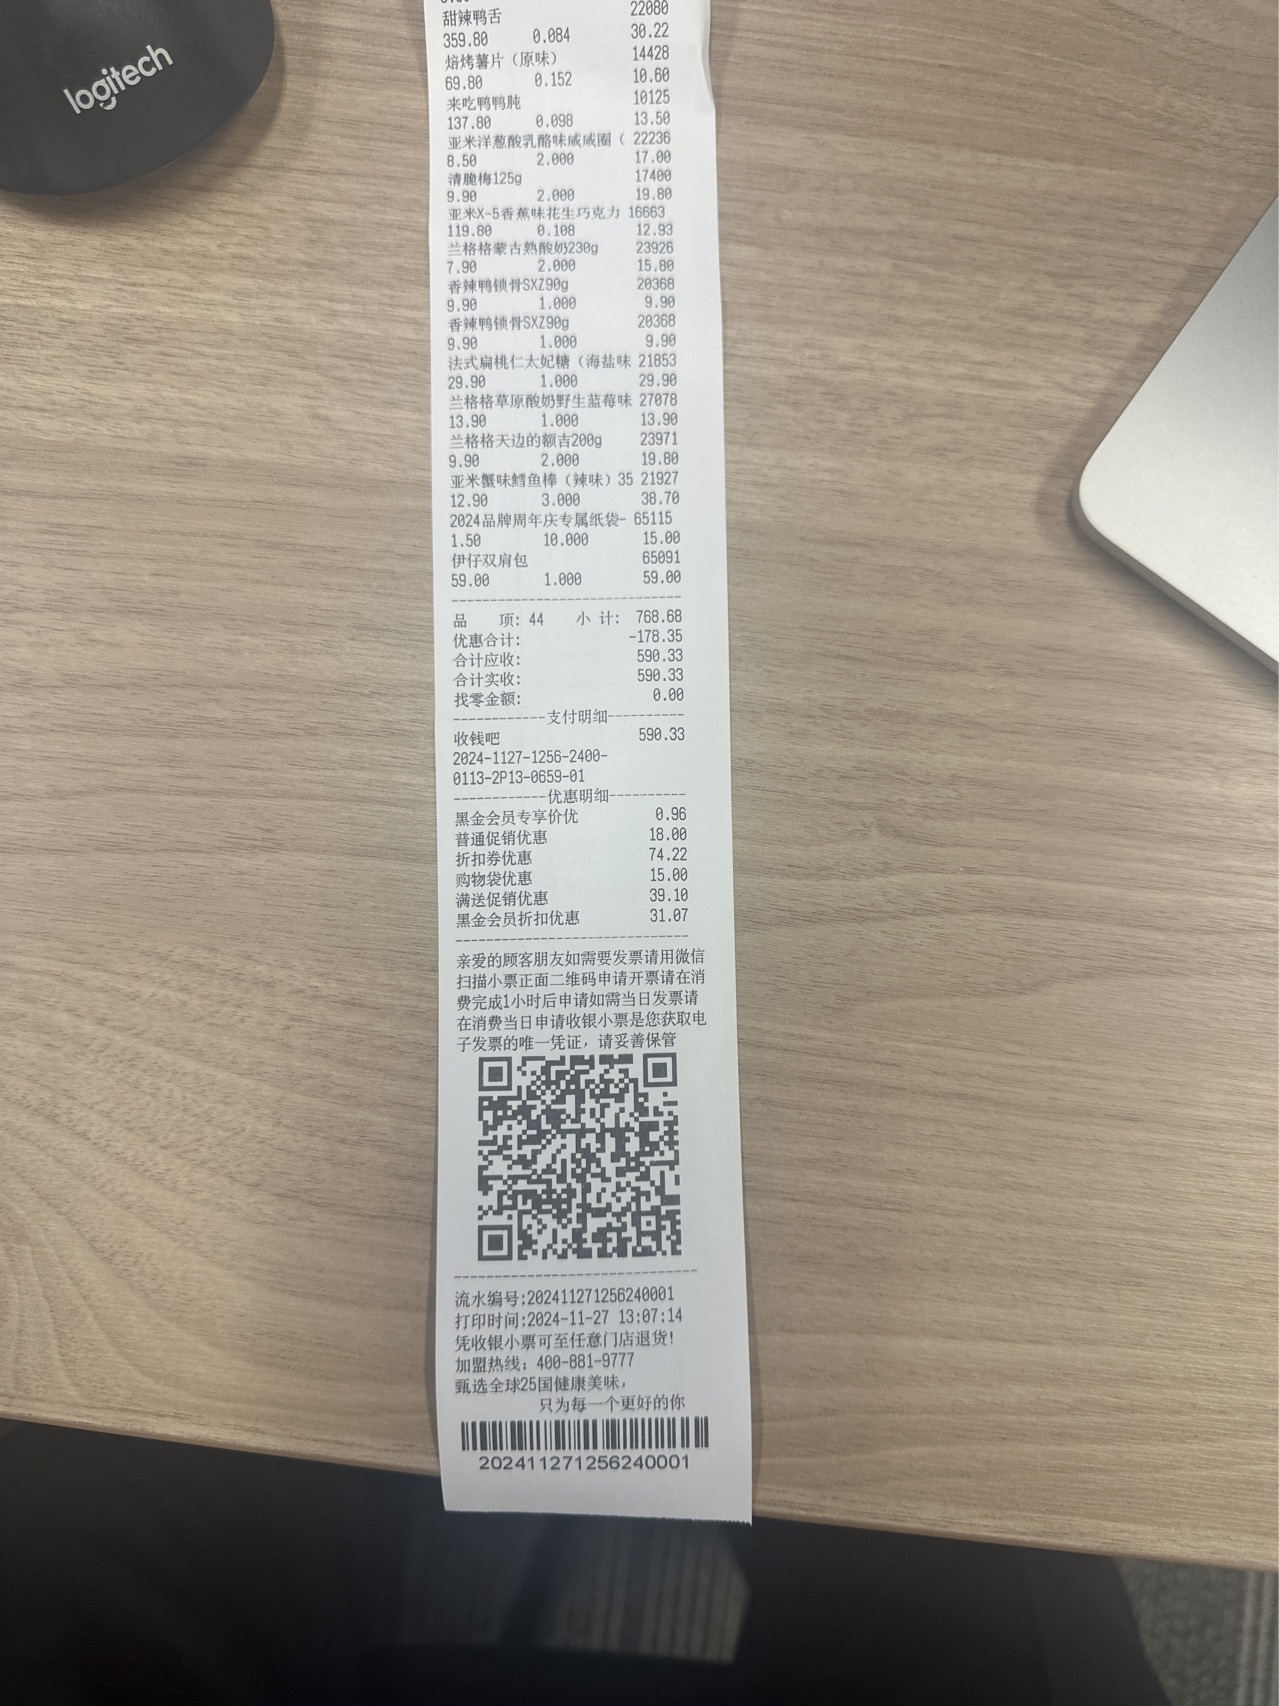 logitech
甜辣鸭舌 22080
359.80 0.084 30.22
焙烤薯片（原味） 14428
69.80 0.152 10.60
来吃鸭鸭肫 10125
137.80 0.098 13.50
亚米洋葱酸乳酪味咸咸圈（ 22236
8.50 2.000 17.00
清脆梅125g 17400
9.90 2.000 19.80
亚米X-5香蕉味花生巧克力 16663
119.80 0.108 12.93
兰格格蒙古熟酸奶230g 23926
7.90 2.000 15.80
香辣鸭锁骨SXZ90g 20368
9.90 1.000 9.90
香辣鸭锁骨SXZ90g 20368
9.90 1.000 9.90
法式扁桃仁太妃糖（海盐味 21853
29.90 1.000 29.90
兰格格草原酸奶野生蓝莓味 27078
13.90 1.000 13.90
兰格格天边的额吉200g 23971
9.90 2.000 19.80
亚米蟹味鳕鱼棒（辣味）35 21927
12.90 3.000 38.70
2024品牌周年庆专属纸袋- 65115
1.50 10.000 15.00
伊仔双肩包 65091
59.00 1.000 59.00
品 项: 44 小 计: 768.68
优惠合计: -178.35
合计应收: 590.33
合计实收: 590.33
找零金额: 0.00
------------支付明细----------
收钱吧 590.33
2024-1127-1256-2400-
0113-2P13-0659-01
------------优惠明细----------
黑金会员专享价优 0.96
普通促销优惠 18.00
折扣券优惠 74.22
购物袋优惠 15.00
满送促销优惠 39.10
黑金会员折扣优惠 31.07
亲爱的顾客朋友如需要发票请用微信
扫描小票正面二维码申请开票请在消
费完成1小时后申请如需当日发票请
在消费当日申请收银小票是您获取电
子发票的唯一凭证，请妥善保管
流水编号:202411271256240001
打印时间:2024-11-27 13:07:14
凭收银小票可至任意门店退货!
加盟热线：400-881-9777
甄选全球25国健康美味，
只为每一个更好的你
202411271256240001